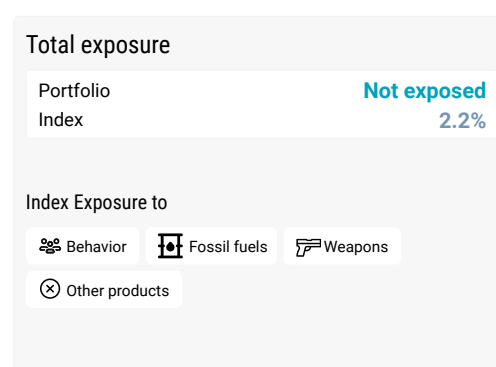 Total exposure
Portfolio Not exposed
Index 2.2%
Index Exposure to
Behavior Fossil fuels Weapons
Other products